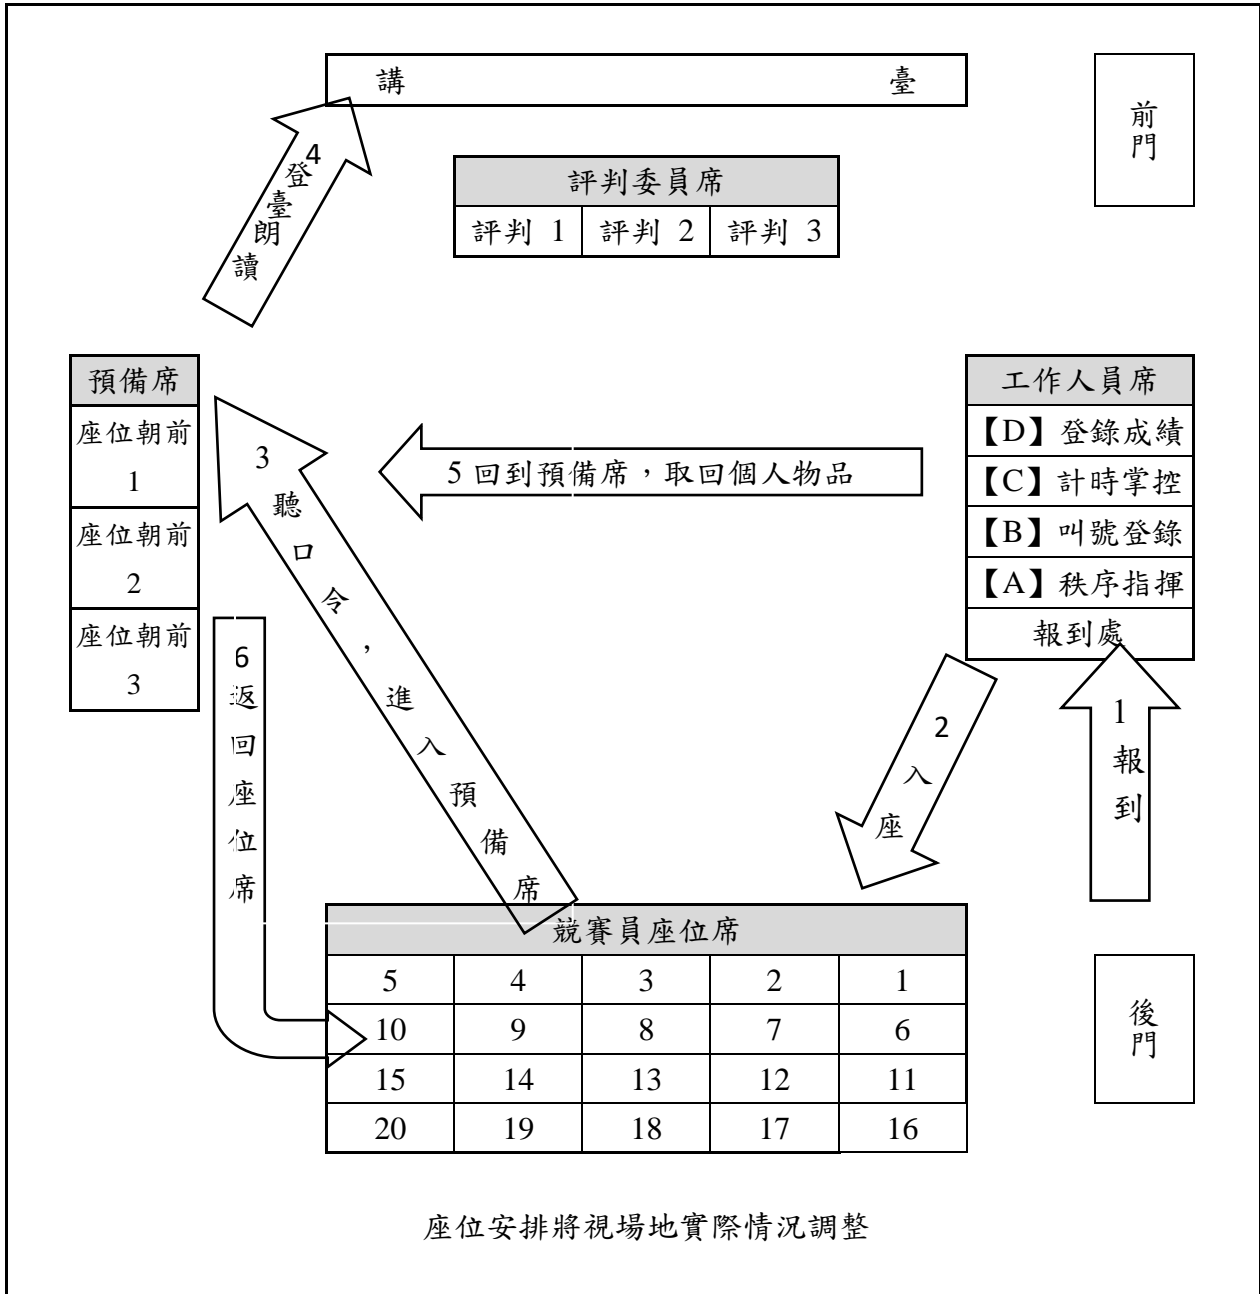 講 臺
前門
4 登臺朗讀
評判委員席
評判 1 評判 2 評判 3
預備席
座位朝前
1
座位朝前
2
座位朝前
3
工作人員席
【D】登錄成績
【C】計時掌控
【B】叫號登錄
【A】秩序指揮
報到處
3 聽口令，進入預備席
5 回到預備席，取回個人物品
6 返回座位席
2 入座
1 報到
競賽員座位席
5 4 3 2 1
10 9 8 7 6
15 14 13 12 11
20 19 18 17 16
後門
座位安排將視場地實際情況調整